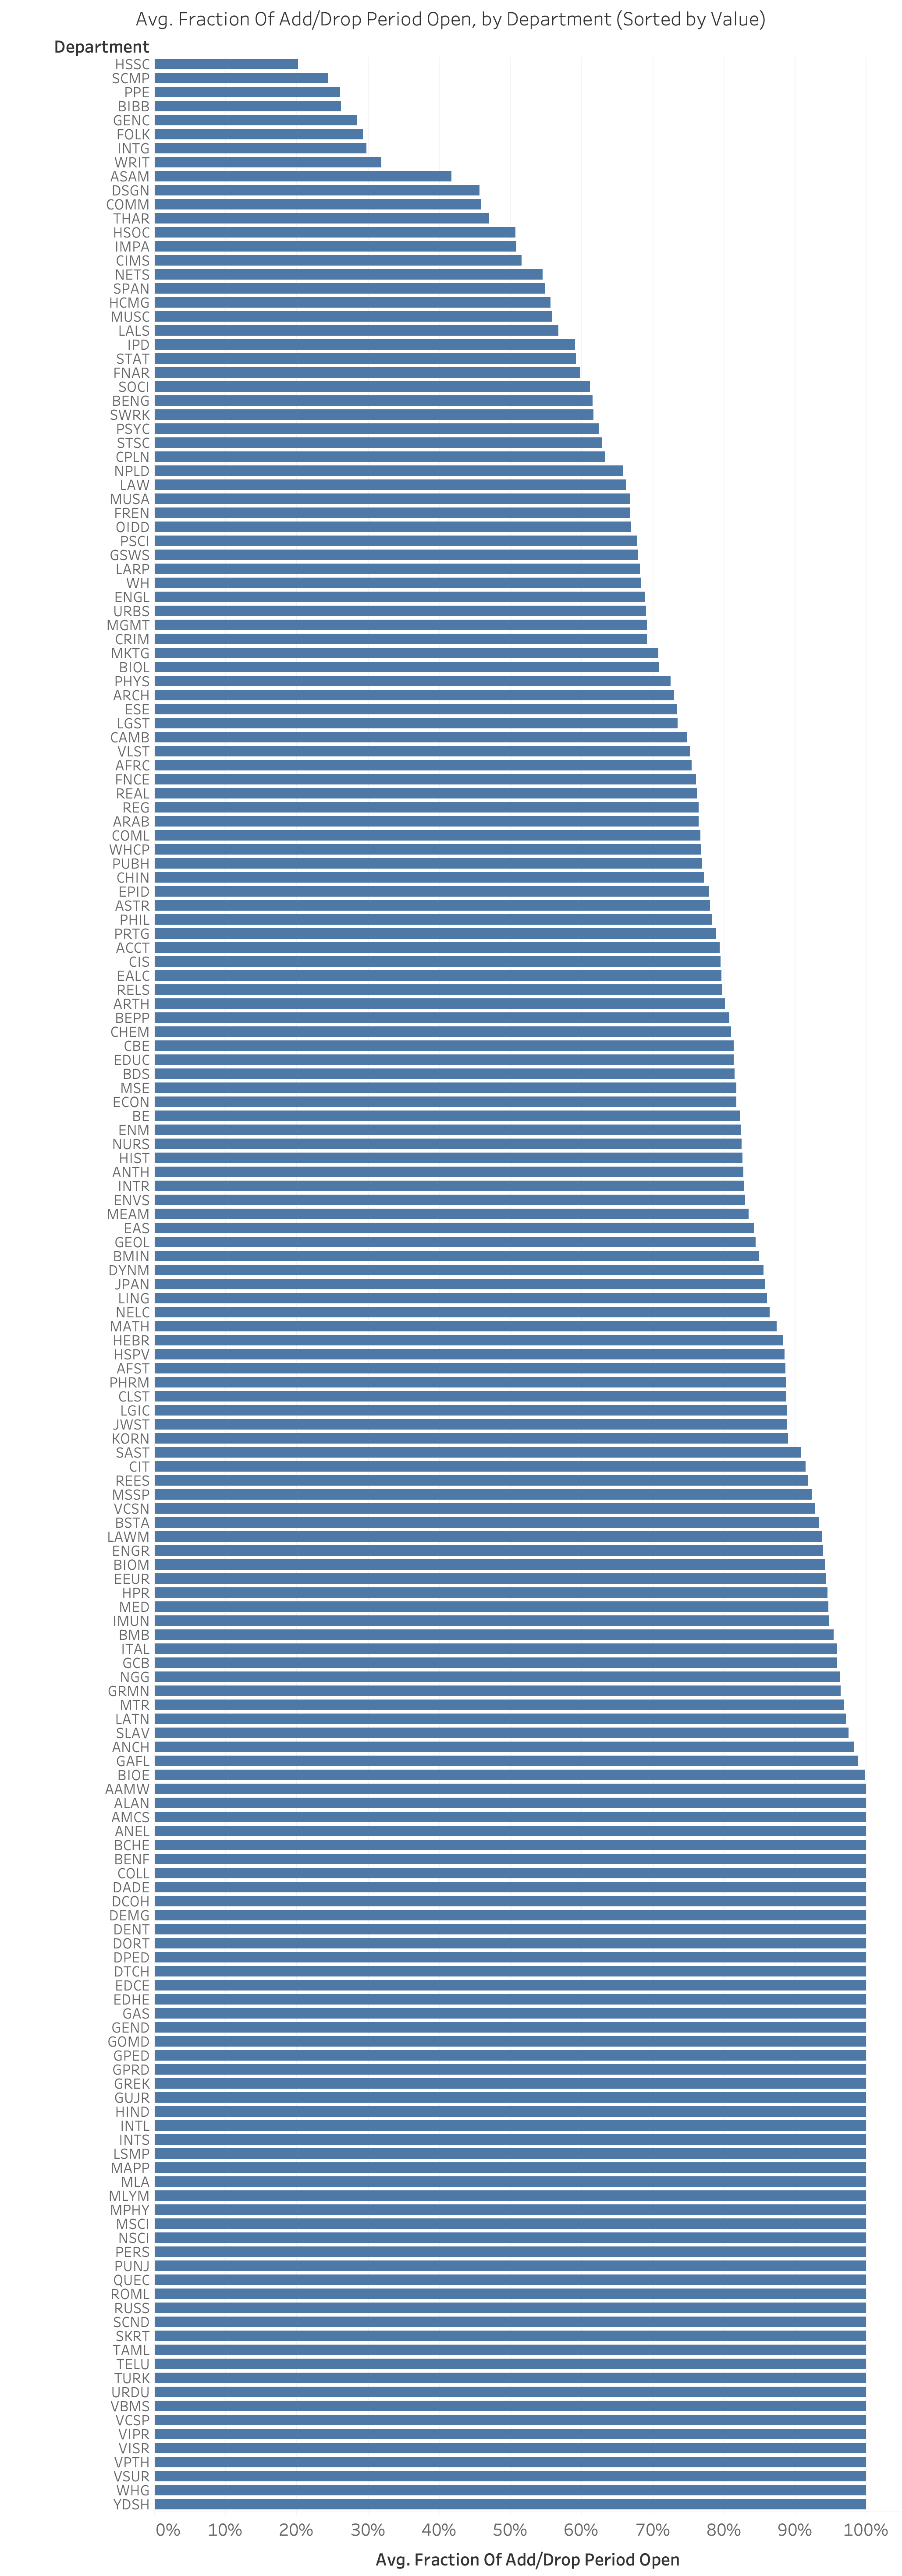 Avg. Fraction Of Add/Drop Period Open, by Department (Sorted by Value)
Department
HSSC
SCMP
PPE
BIBB
GENC
FOLK
INTG
WRIT
ASAM
DSGN
COMM
THAR
HSOC
IMPA
CIMS
NETS
SPAN
HCMG
MUSC
LALS
IPD
STAT
FNAR
SOCI
BENG
SWRK
PSYC
STSC
CPLN
NPLD
LAW
MUSA
FREN
OIDD
PSCI
GSWS
LARP
WH
ENGL
URBS
MGMT
CRIM
MKTG
BIOL
PHYS
ARCH
ESE
LGST
CAMB
VLST
AFRC
FNCE
REAL
REG
ARAB
COML
WHCP
PUBH
CHIN
EPID
ASTR
PHIL
PRTG
ACCT
CIS
EALC
RELS
ARTH
BEPP
CHEM
CBE
EDUC
BDS
MSE
ECON
BE
ENM
NURS
HIST
ANTH
INTR
ENVS
MEAM
EAS
GEOL
BMIN
DYNM
JPAN
LING
NELC
MATH
HEBR
HSPV
AFST
PHRM
CLST
LGIC
JWST
KORN
SAST
CIT
REES
MSSP
VCSN
BSTA
LAWM
ENGR
BIOM
EEUR
HPR
MED
IMUN
BMB
ITAL
GCB
NGG
GRMN
MTR
LATN
SLAV
ANCH
GAFL
BIOE
AAMW
ALAN
AMCS
ANEL
BCHE
BENF
COLL
DADE
DCOH
DEMG
DENT
DORT
DPED
DTCH
EDCE
EDHE
GAS
GEND
GOMD
GPED
GPRD
GREK
GUJR
HIND
INTL
INTS
LSMP
MAPP
MLA
MLYM
MPHY
MSCI
NSCI
PERS
PUNJ
QUEC
ROML
RUSS
SCND
SKRT
TAML
TELU
TURK
URDU
VBMS
VCSP
VIPR
VISR
VPTH
VSUR
WHG
YDSH
0% 10% 20% 30% 40% 50% 60% 70% 80% 90% 100%
Avg. Fraction Of Add/Drop Period Open